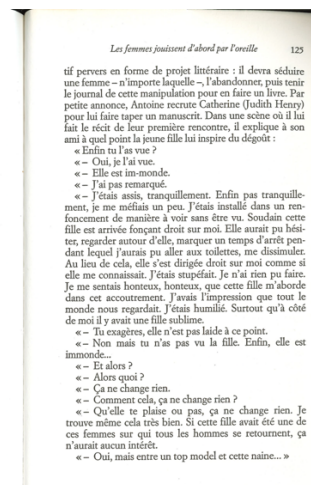 Les femmes jouissent d'abord par l'oreille 125
tif pervers en forme de projet littéraire : il devra séduire
une femme – n'importe laquelle –, l'abandonner, puis tenir
le journal de cette manipulation pour en faire un livre. Par
petite annonce, Antoine recrute Catherine (Judith Henry)
pour lui faire taper un manuscrit. Dans une scène où il lui
fait le récit de leur première rencontre, il explique à son
ami à quel point la jeune fille lui inspire du dégoût :
« Enfin tu l'as vue ?
« – Oui, je l'ai vue.
« – Elle est im-monde.
« – J'ai pas remarqué.
« – J'étais assis, tranquillement. Enfin pas tranquille-
ment, je me méfiais un peu. J'étais installé dans un ren-
foncement de manière à voir sans être vu. Soudain cette
fille est arrivée fonçant droit sur moi. Elle aurait pu hési-
ter, regarder autour d'elle, marquer un temps d'arrêt pen-
dant lequel j'aurais pu aller aux toilettes, me dissimuler.
Au lieu de cela, elle s'est dirigée droit sur moi comme si
elle me connaissait. J'étais stupéfait. Je n'ai rien pu faire.
Je me sentais honteux, honteux, que cette fille m'aborde
dans cet accoutrement. J'avais l'impression que tout le
monde nous regardait. J'étais humilié. Surtout qu'à côté
de moi il y avait une fille sublime.
« – Tu exagères, elle n'est pas laide à ce point.
« – Non mais tu n'as pas vu la fille. Enfin, elle est
immonde...
« – Et alors ?
« – Alors quoi ?
« – Ça ne change rien.
« – Comment cela, ça ne change rien ?
« – Qu'elle te plaise ou pas, ça ne change rien. Je
trouve même cela très bien. Si cette fille avait été une de
ces femmes sur qui tous les hommes se retournent, ça
n'aurait aucun intérêt.
« – Oui, mais entre un top model et cette naine... »